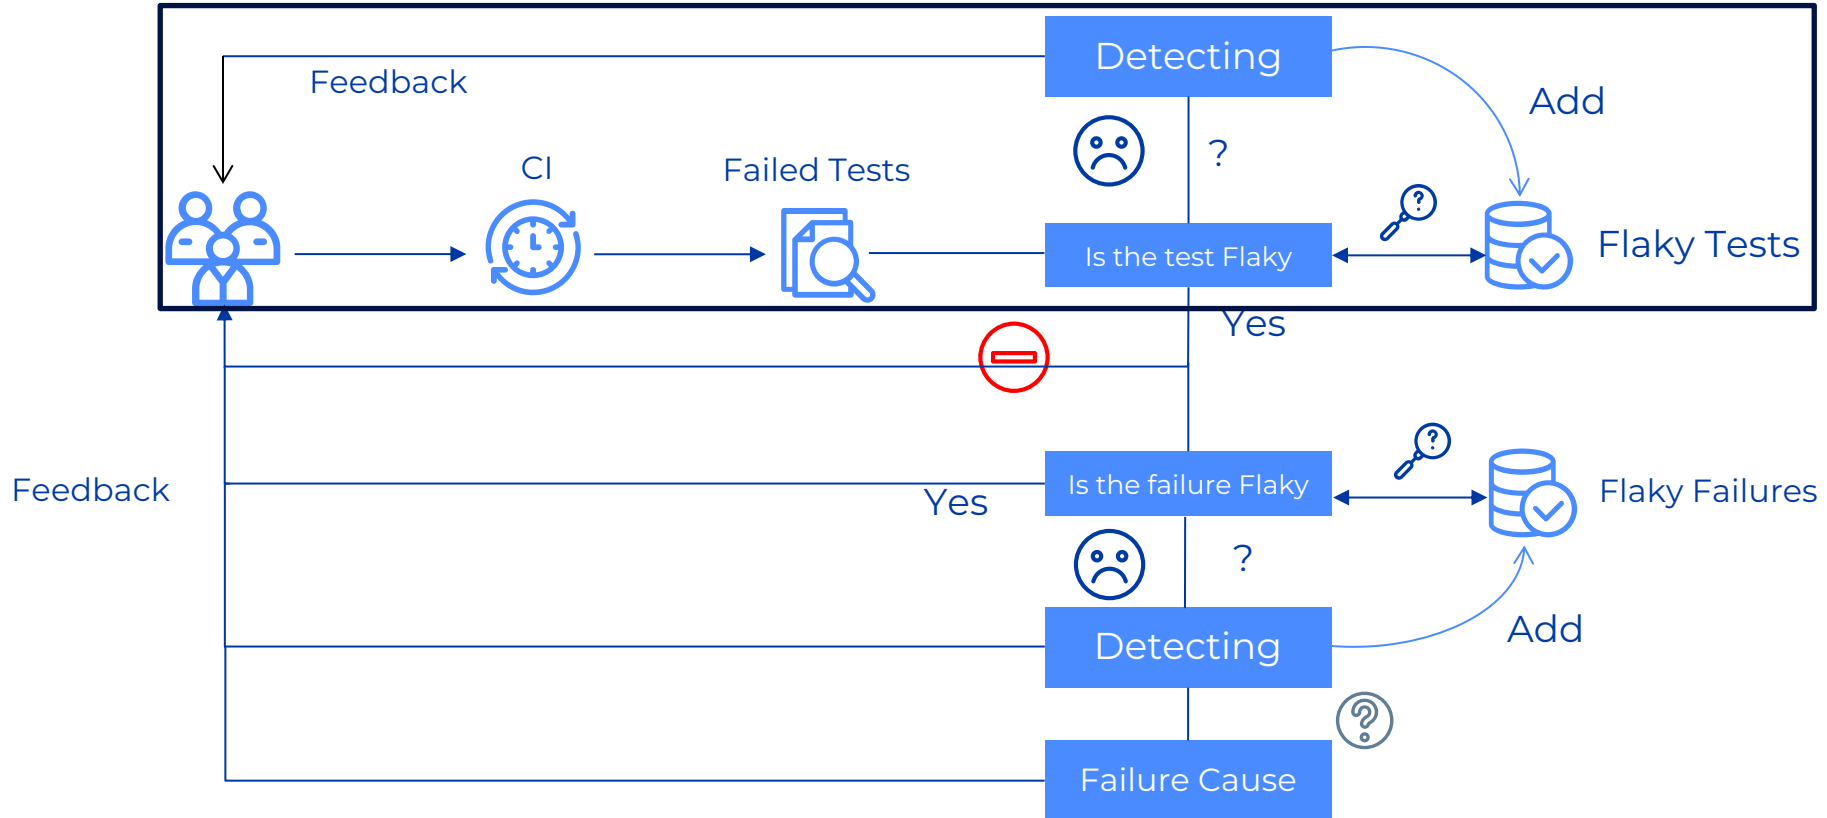 Detecting
Feedback
Add
CI
Failed Tests
?
Is the test Flaky
Flaky Tests
Yes
Feedback
Yes
Is the failure Flaky
Flaky Failures
?
Detecting
Add
Failure Cause